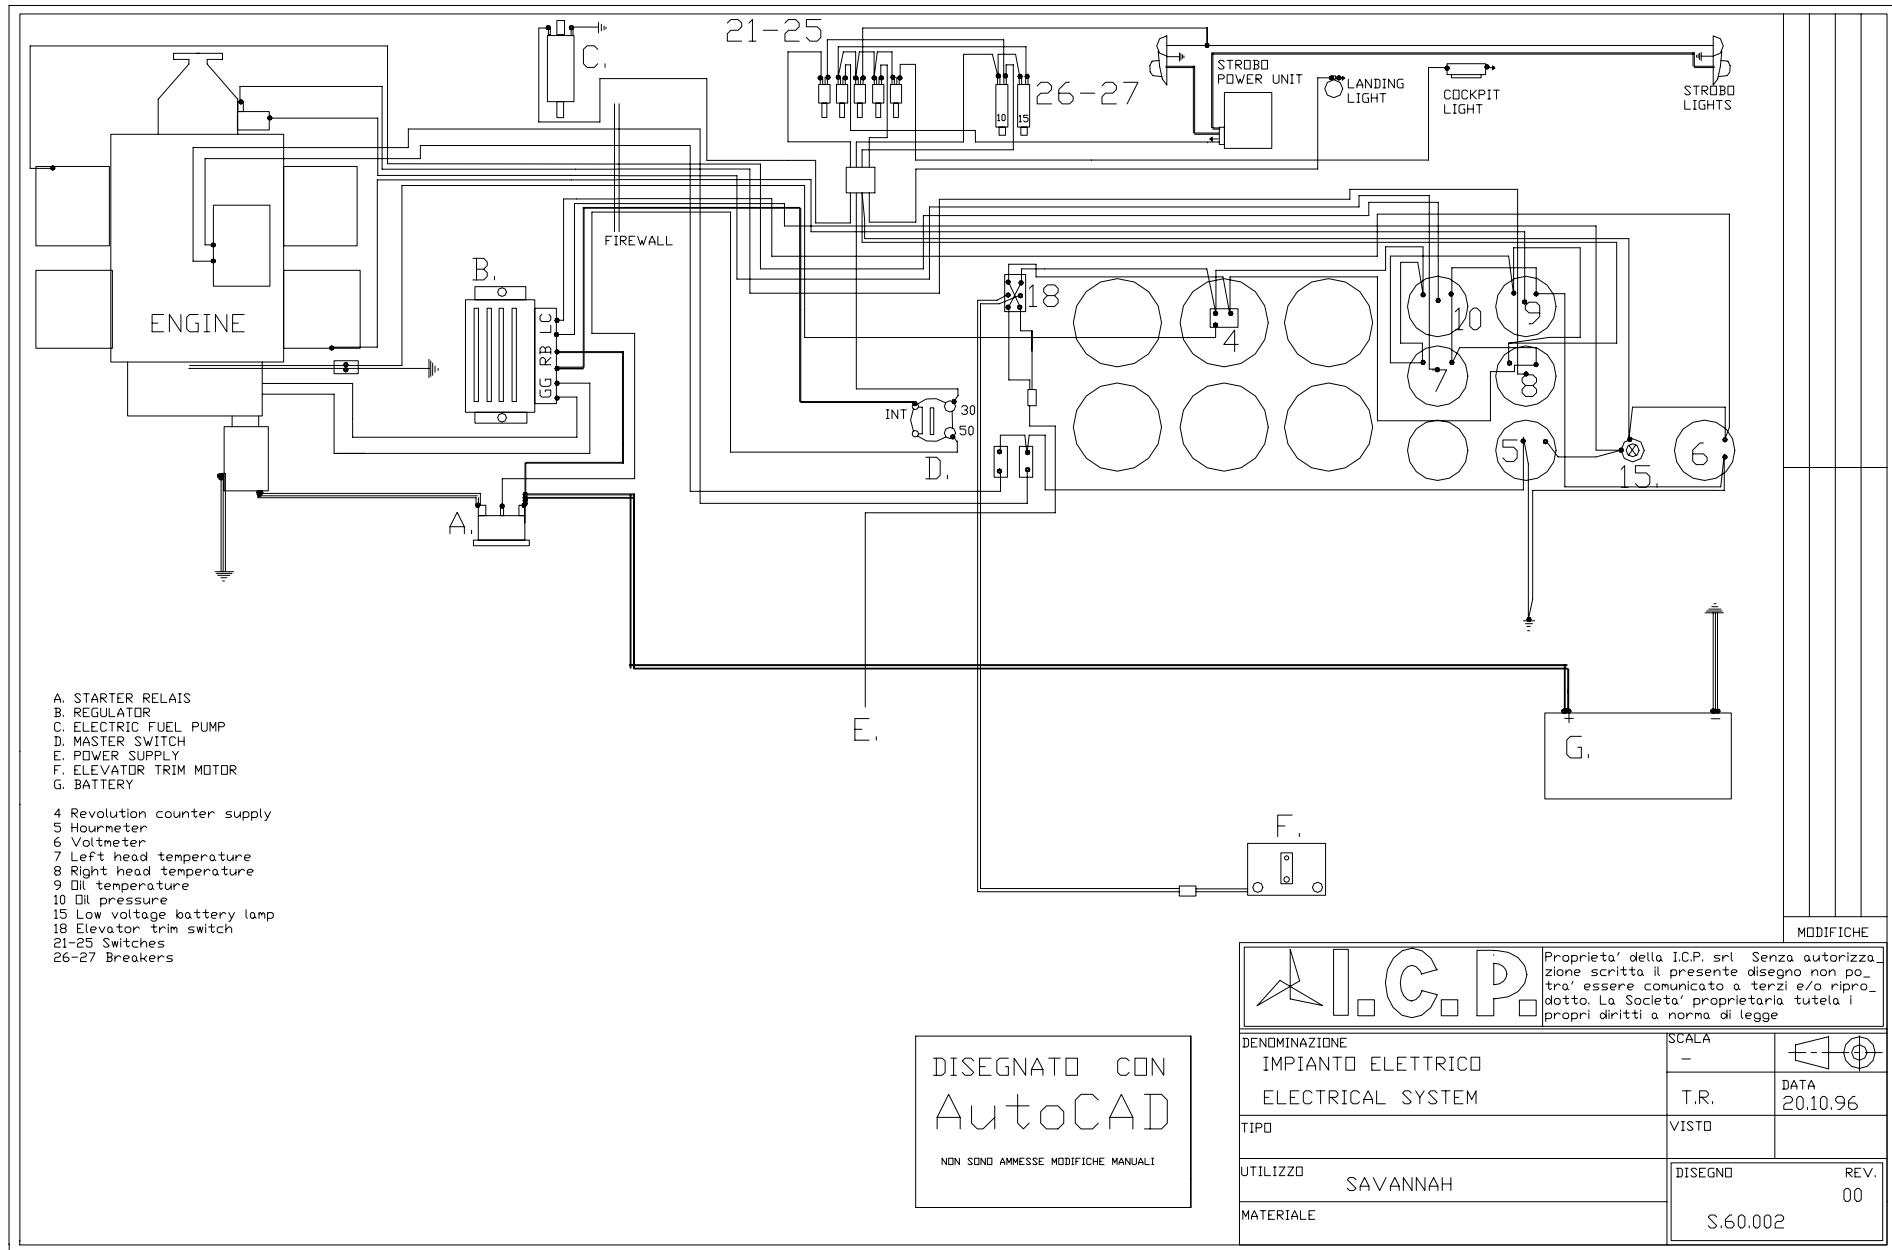 21-25
C.
26-27
10
15
STROBO
POWER UNIT
LANDING
LIGHT
COCKPIT
LIGHT
STROBO
LIGHTS
FIREWALL
B.
ENGINE
LC
RB
GG
18
4
10
9
7
8
INT
30
50
D.
5
15.
6
A.
E.
G.
+
-
F.
A. STARTER RELAIS
B. REGULATOR
C. ELECTRIC FUEL PUMP
D. MASTER SWITCH
E. POWER SUPPLY
F. ELEVATOR TRIM MOTOR
G. BATTERY
4 Revolution counter supply
5 Hourmeter
6 Voltmeter
7 Left head temperature
8 Right head temperature
9 Oil temperature
10 Oil pressure
15 Low voltage battery lamp
18 Elevator trim switch
21-25 Switches
26-27 Breakers
MODIFICHE
I.C.P.
Proprieta' della I.C.P. srl Senza autorizza_
zione scritta il presente disegno non po_
tra' essere comunicato a terzi e/o ripro_
dotto. La Societa' proprietaria tutela i
propri diritti a norma di legge
DISEGNATO CON
AutoCAD
NON SONO AMMESSE MODIFICHE MANUALI
DENOMINAZIONE
IMPIANTO ELETTRICO
ELECTRICAL SYSTEM
SCALA
-
T.R.
DATA
20.10.96
TIPO
VISTO
UTILIZZO
SAVANNAH
MATERIALE
DISEGNO
REV.
00
S.60.002